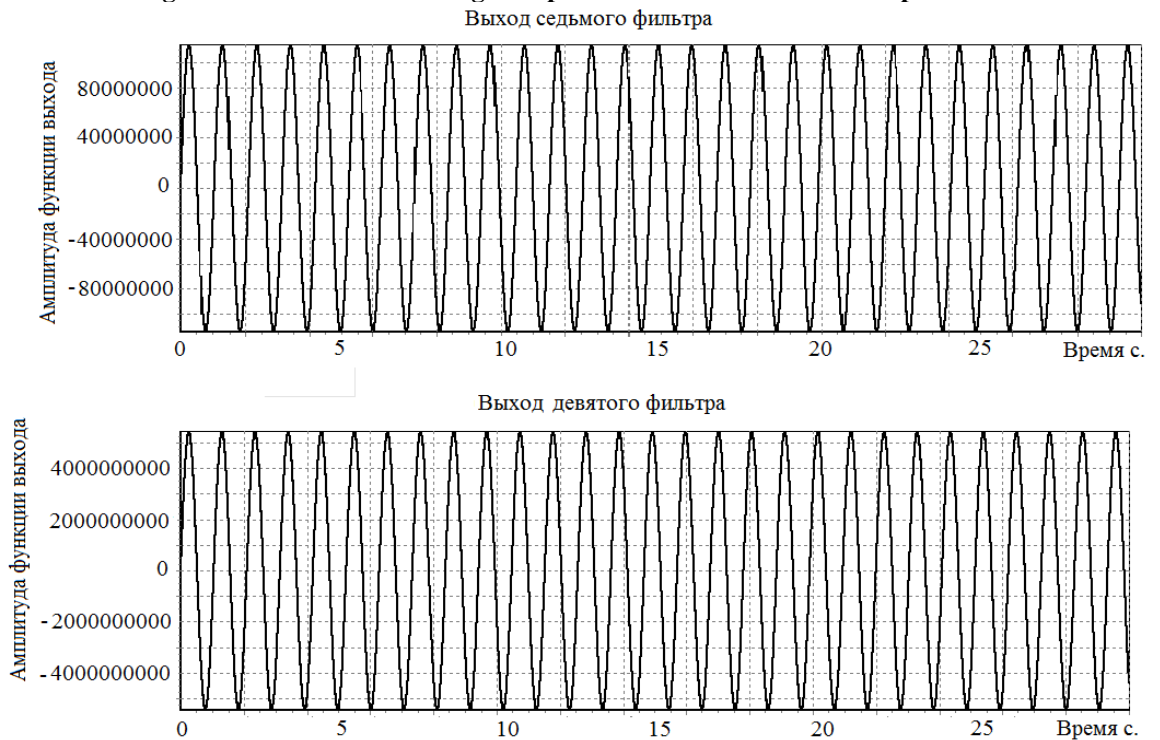 Выход седьмого фильтра
Амплитуда функции выхода
80000000
40000000
0
-40000000
-80000000
0 5 10 15 20 25 Время с.
Выход девятого фильтра
Амплитуда функции выхода
4000000000
2000000000
0
-2000000000
-4000000000
0 5 10 15 20 25 Время с.